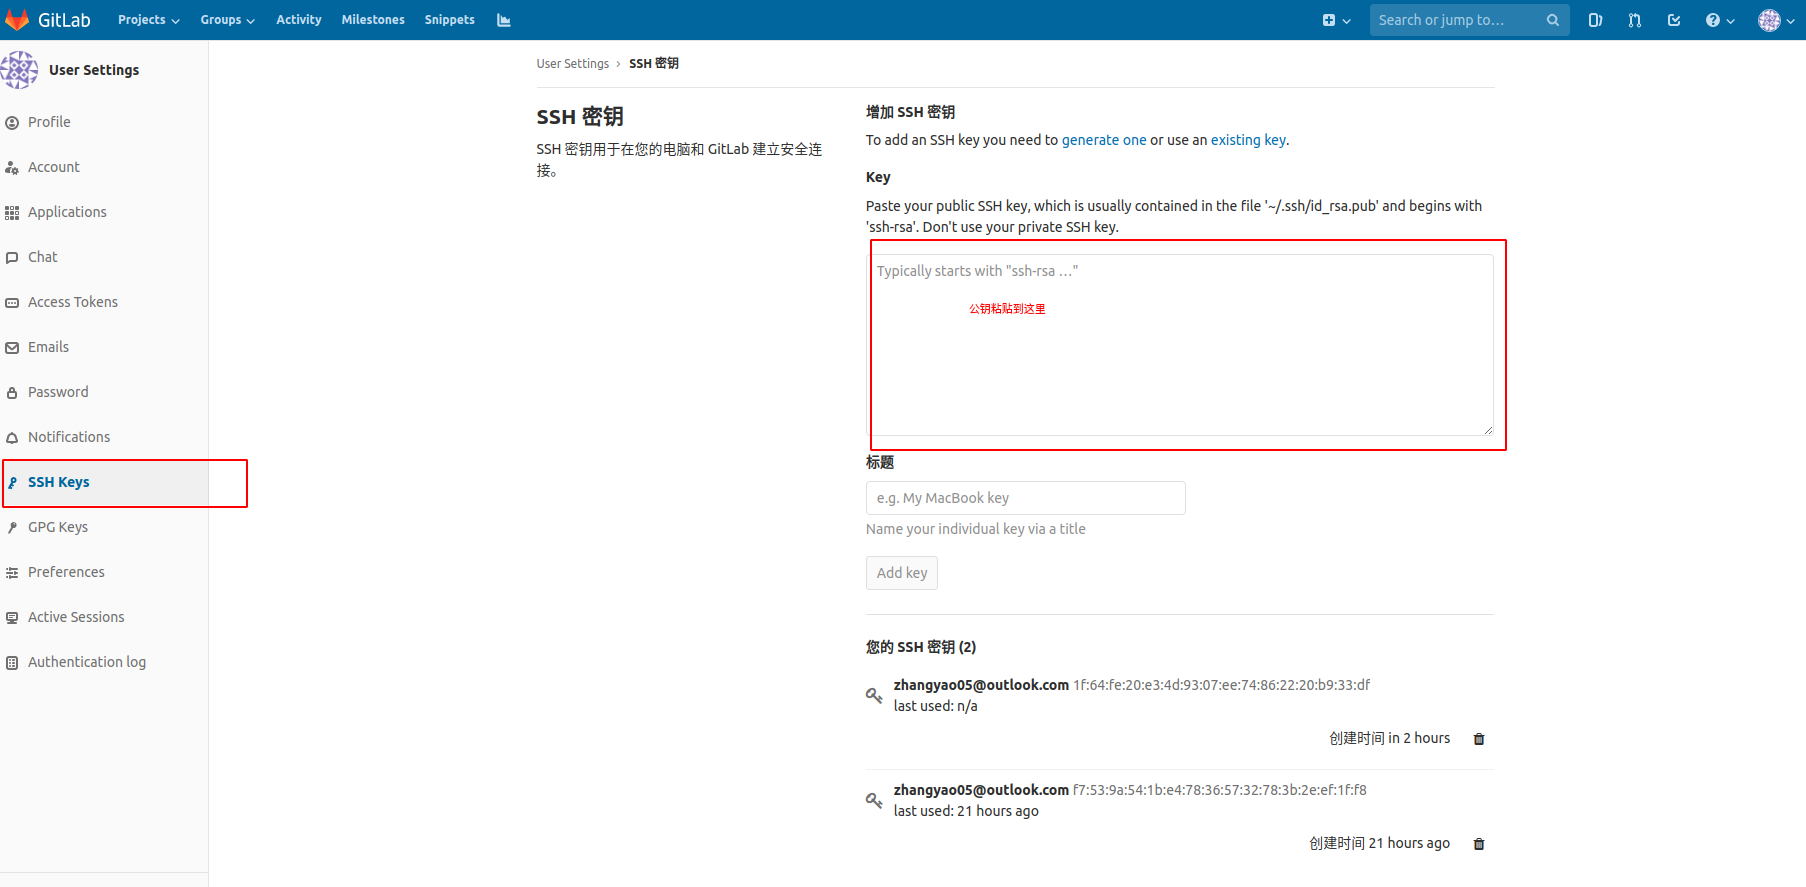 GitLab
Projects
Groups
Activity
Milestones
Snippets
Search or jump to…
User Settings
Profile
Account
Applications
Chat
Access Tokens
Emails
Password
Notifications
SSH Keys
GPG Keys
Preferences
Active Sessions
Authentication log
User Settings › SSH 密钥
SSH 密钥
SSH 密钥用于在您的电脑和 GitLab 建立安全连
接。
增加 SSH 密钥
To add an SSH key you need to generate one or use an existing key.
Key
Paste your public SSH key, which is usually contained in the file '~/.ssh/id_rsa.pub' and begins with
'ssh-rsa'. Don't use your private SSH key.
Typically starts with "ssh-rsa …"
公钥粘贴到这里
标题
e.g. My MacBook key
Name your individual key via a title
Add key
您的 SSH 密钥 (2)
zhangyao05@outlook.com 1f:64:fe:20:e3:4d:93:07:ee:74:86:22:20:b9:33:df
last used: n/a
创建时间 in 2 hours
zhangyao05@outlook.com f7:53:9a:54:1b:e4:78:36:57:32:78:3b:2e:ef:1f:f8
last used: 21 hours ago
创建时间 21 hours ago